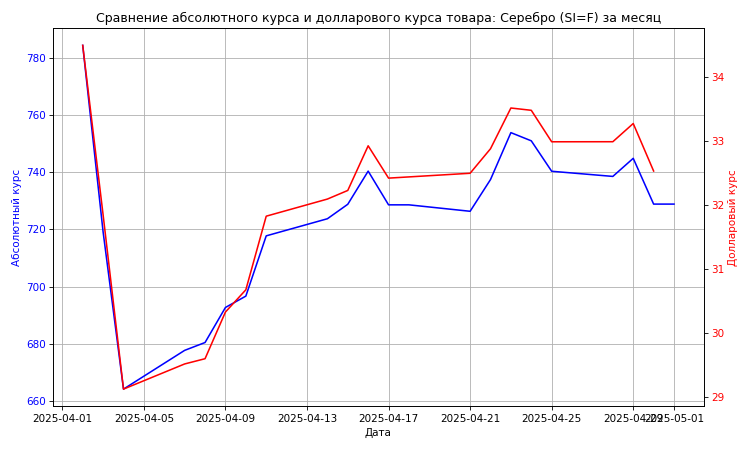 Сравнение абсолютного курса и долларового курса товара: Серебро (SI=F) за месяц
780
760
740
720
700
680
660
Абсолютный курс
34
33
32
31
30
29
Долларовый курс
2025-04-01 2025-04-05 2025-04-09 2025-04-13 2025-04-17 2025-04-21 2025-04-25 2025-04-29 2025-05-01
Дата